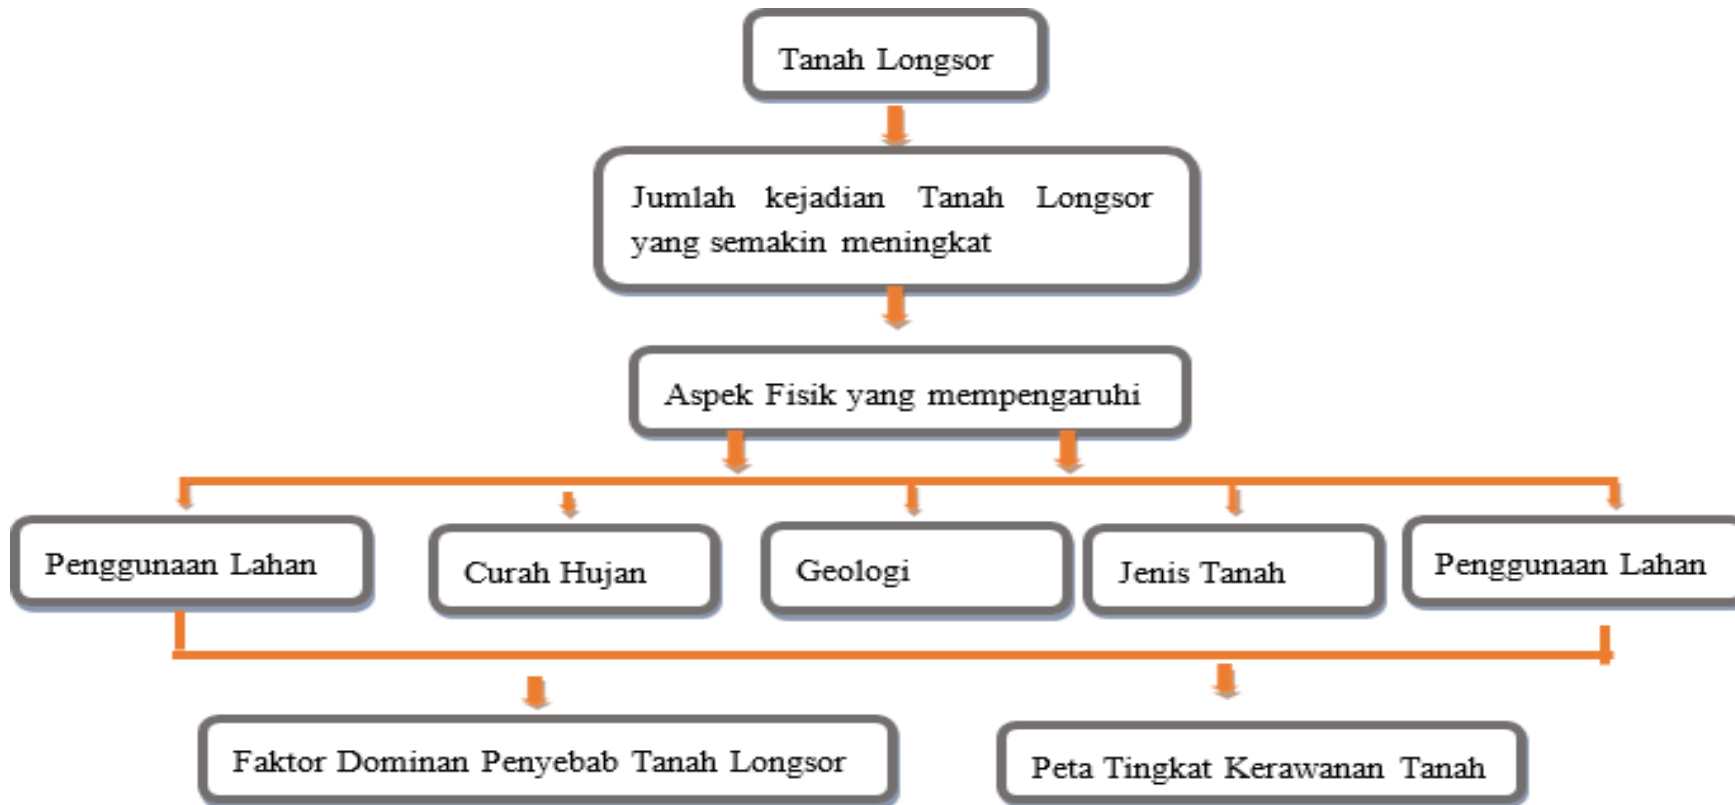 Tanah Longsor
Jumlah kejadian Tanah Longsor
yang semakin meningkat
Aspek Fisik yang mempengaruhi
Penggunaan Lahan
Curah Hujan
Geologi
Jenis Tanah
Penggunaan Lahan
Faktor Dominan Penyebab Tanah Longsor
Peta Tingkat Kerawanan Tanah